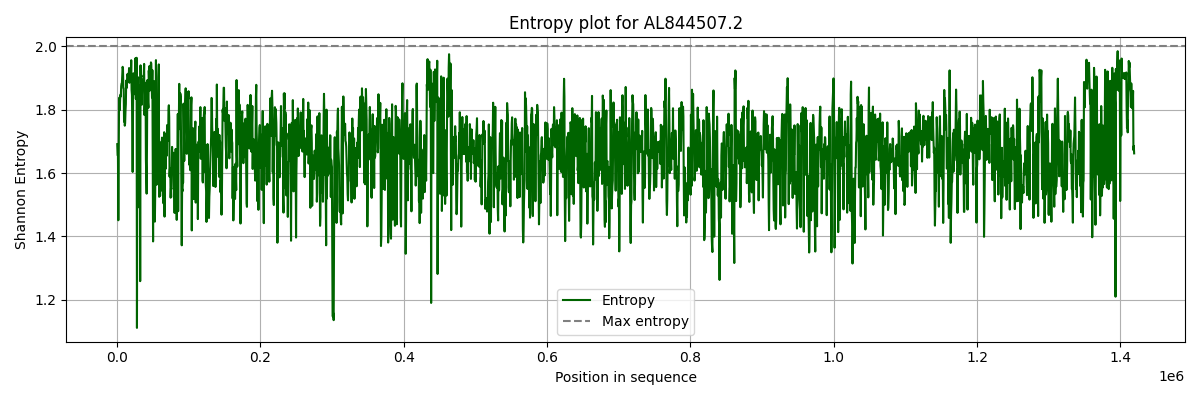 Entropy plot for AL844507.2
Shannon Entropy
2.0
1.8
1.6
1.4
1.2
Entropy
Max entropy
0.0 0.2 0.4 0.6 0.8 1.0 1.2 1.4
1e6
Position in sequence